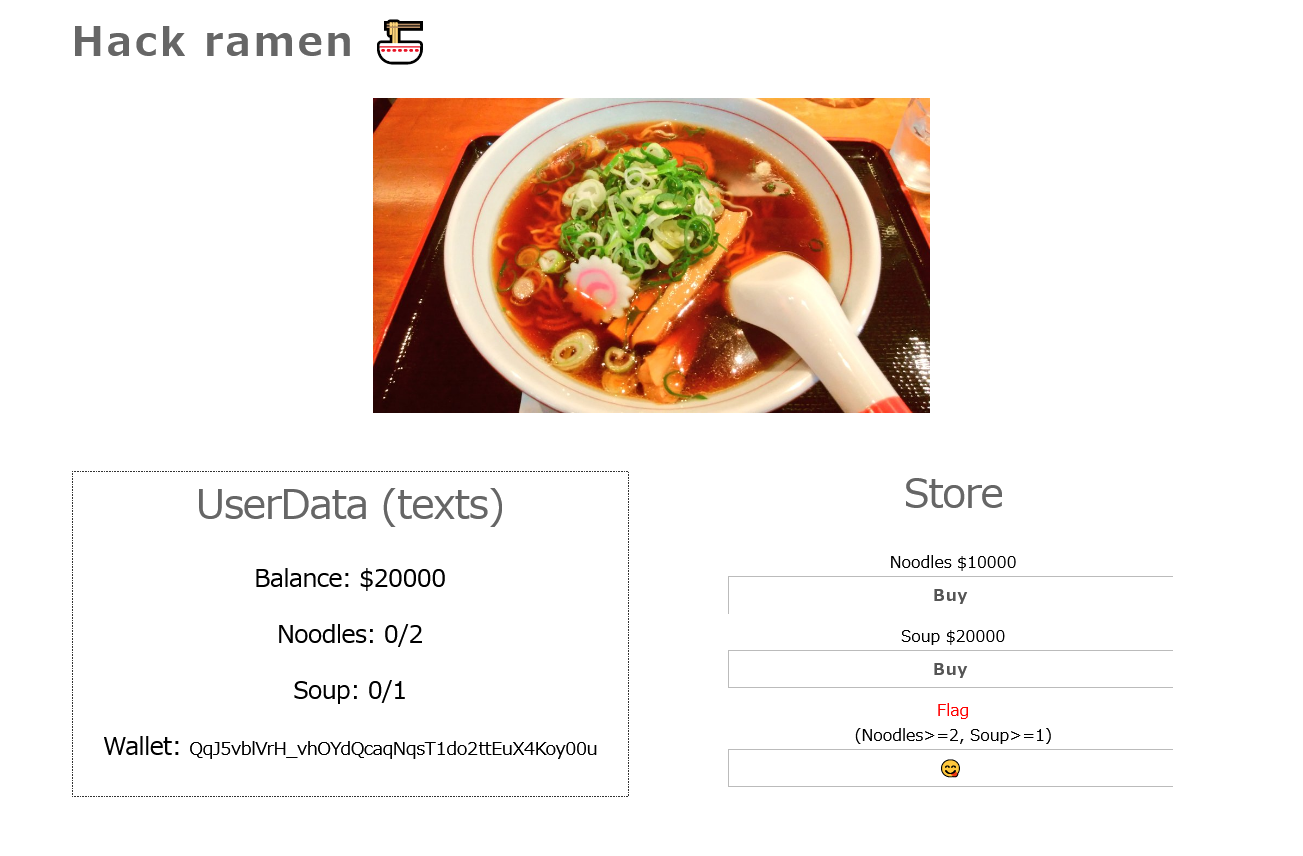 Hack ramen
UserData (texts)
Balance: $20000
Noodles: 0/2
Soup: 0/1
Wallet: QqJ5vblVrH_vhOYdQcaqNqsT1do2ttEuX4Koy00u
Store
Noodles $10000
Buy
Soup $20000
Buy
Flag
(Noodles>=2, Soup>=1)